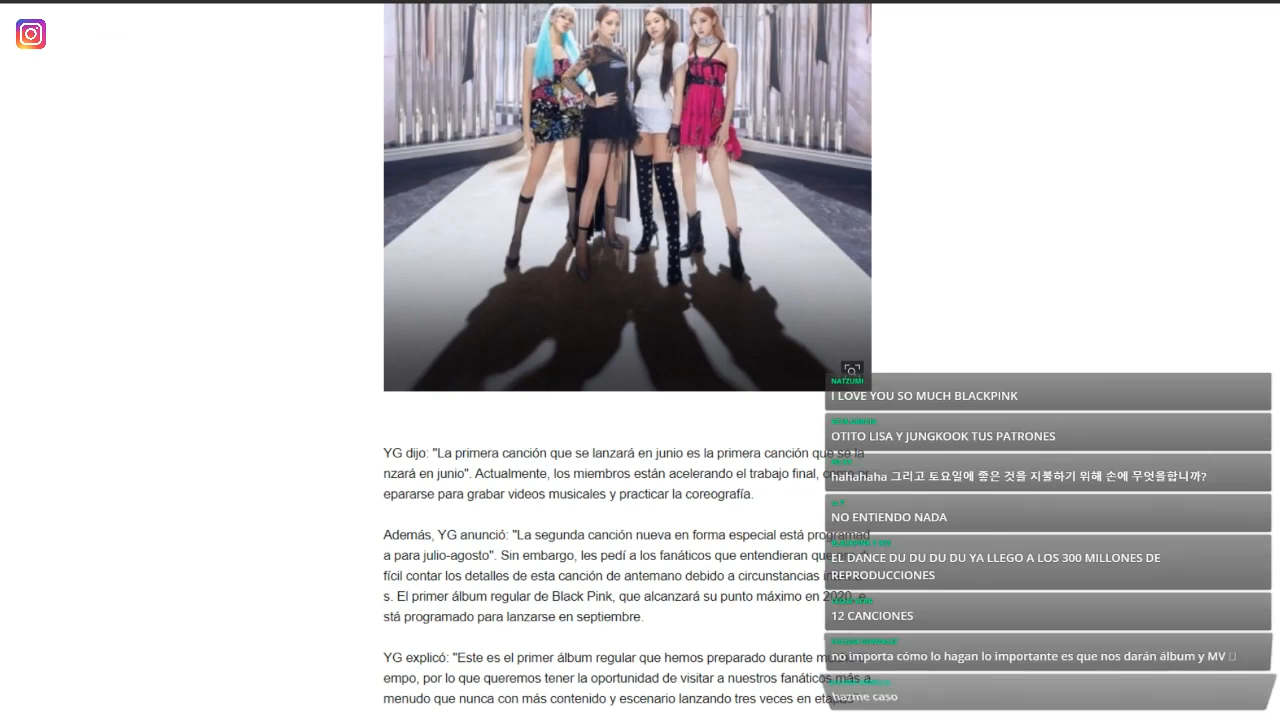 YG dijo: "La primera canción que se lanzará en junio es la primera canción que se la
nzará en junio". Actualmente, los miembros están acelerando el trabajo final,
epararse para grabar videos musicales y practicar la coreografía.
Además, YG anunció: "La segunda canción nueva en forma especial está programad
a para julio-agosto". Sin embargo, les pedí a los fanáticos que entendieran que
fícil contar los detalles de esta canción de antemano debido a circunstancias
s. El primer álbum regular de Black Pink, que alcanzará su punto máximo en 2020, e
stá programado para lanzarse en septiembre.
YG explicó: "Este es el primer álbum regular que hemos preparado durante
empo, por lo que queremos tener la oportunidad de visitar a nuestros fanáticos más a
menudo que nunca con más contenido y escenario lanzando tres veces en etapas
NATZUMI
I LOVE YOU SO MUCH BLACKPINK
OTITO LISA Y JUNGKOOK TUS PATRONES
hahahaha 그리고 토요일에 좋은 것을 지불하기 위해 손에 무엇을합니까?
NO ENTIENDO NADA
EL DANCE DU DU DU DU YA LLEGO A LOS 300 MILLONES DE
REPRODUCCIONES
12 CANCIONES
no importa cómo lo hagan lo importante es que nos darán álbum y MV
hazme caso